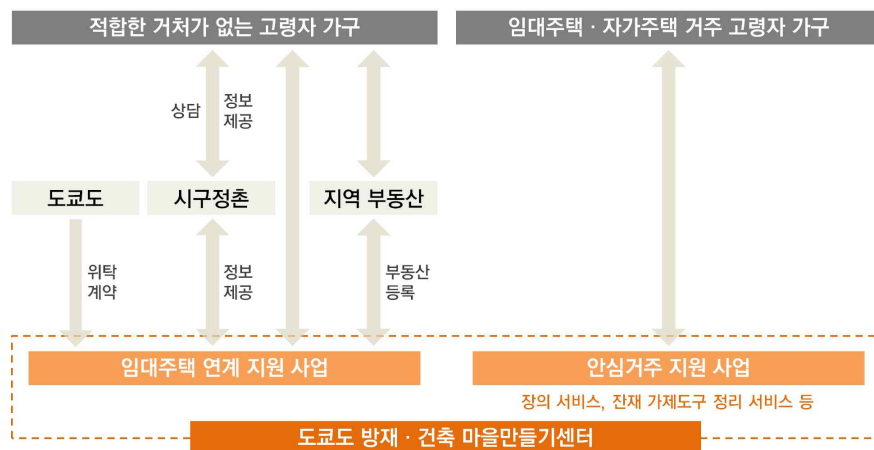 적합한 거처가 없는 고령자 가구
임대주택 · 자가주택 거주 고령자 가구
상담
정보
제공
도쿄도
시구정촌
지역 부동산
위탁
계약
정보
제공
부동산
등록
임대주택 연계 지원 사업
안심거주 지원 사업
장의 서비스, 잔재 가제도구 정리 서비스 등
도쿄도 방재 · 건축 마을만들기센터